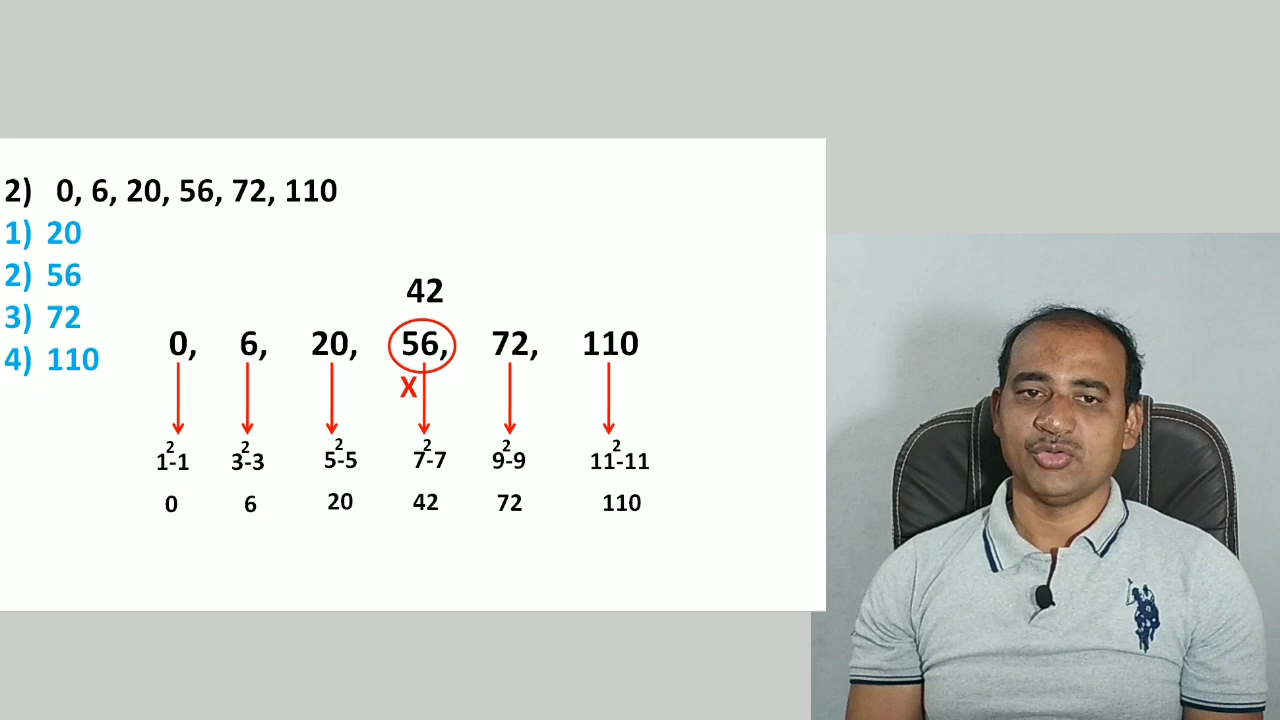 2) 0, 6, 20, 56, 72, 110
1) 20
2) 56
3) 72
4) 110
42
0, 6, 20, 56, 72, 110
X
1²-1 3²-3 5²-5 7²-7 9²-9 11²-11
0 6 20 42 72 110